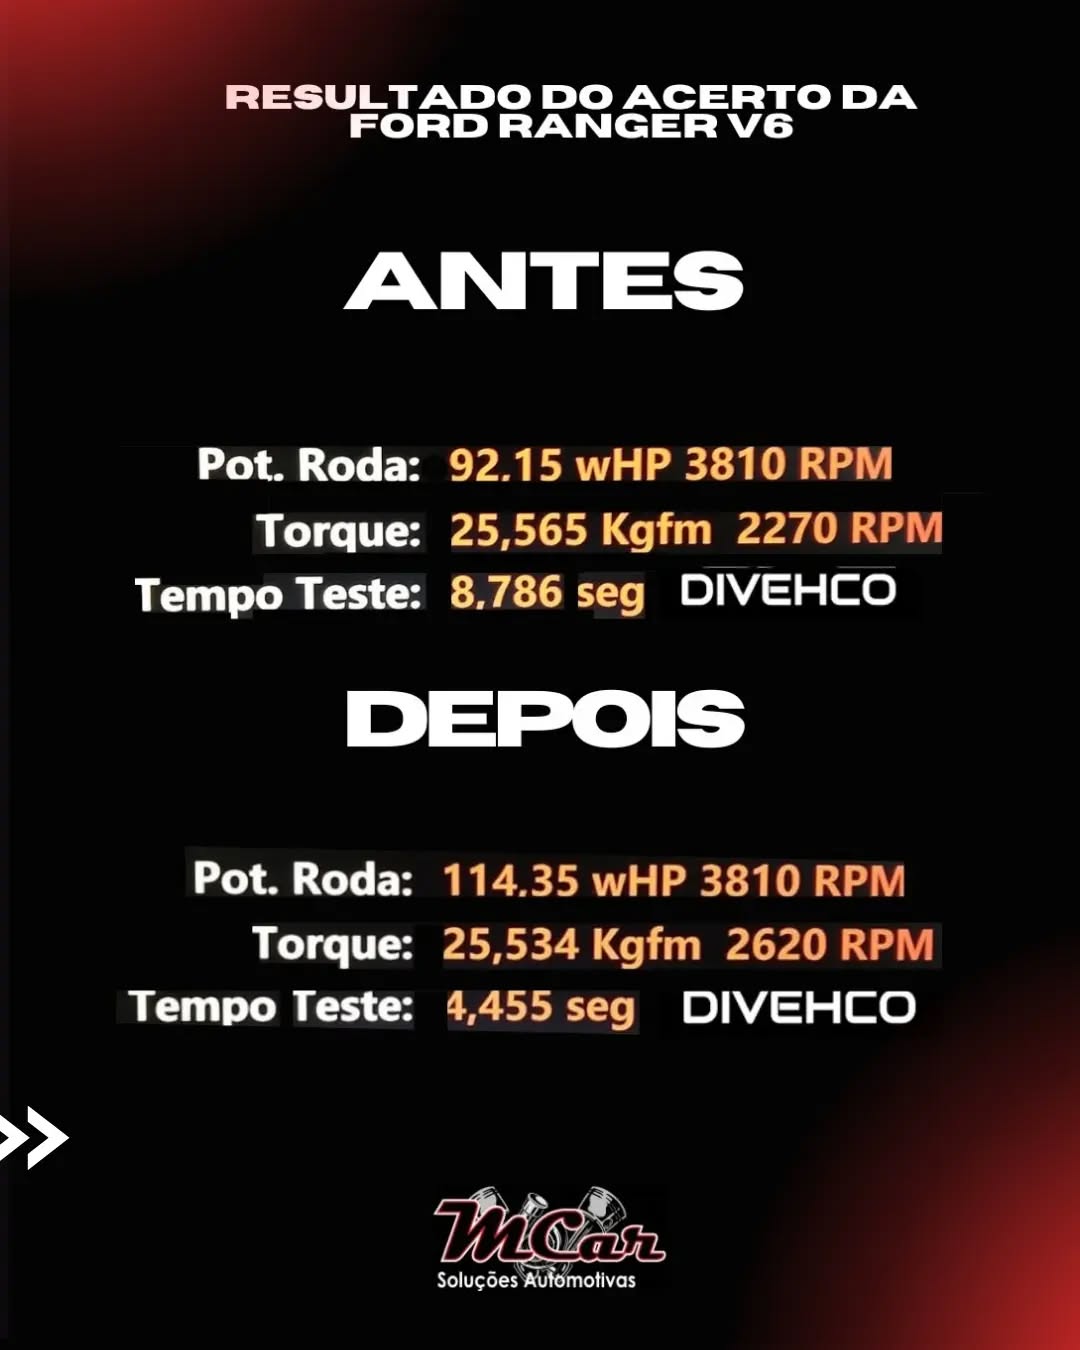 RESULTADO DO ACERTO DA
FORD RANGER V6
ANTES
Pot. Roda: 92.15 wHP 3810 RPM
Torque: 25,565 Kgfm 2270 RPM
Tempo Teste: 8,786 seg DIVEHCO
DEPOIS
Pot. Roda: 114.35 wHP 3810 RPM
Torque: 25,534 Kgfm 2620 RPM
Tempo Teste: 4,455 seg DIVEHCO
MCar
Soluções Automotivas